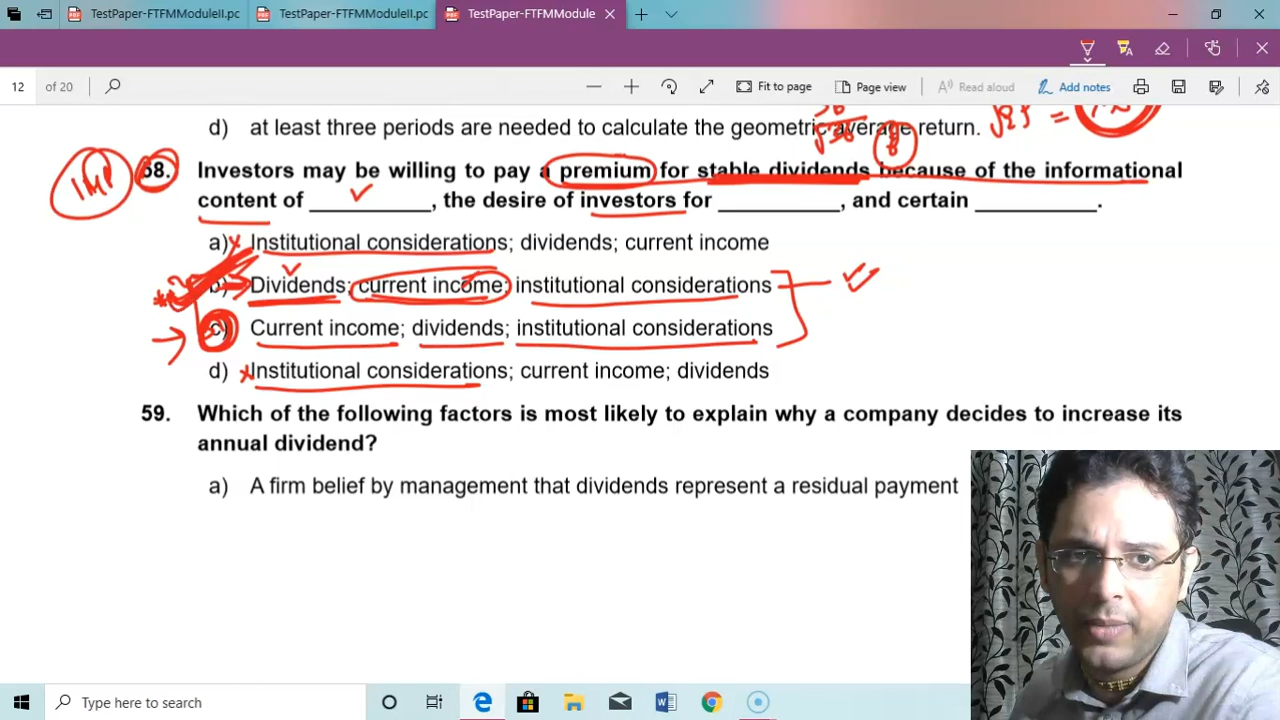 TestPaper-FTFMModuleII.pc TestPaper-FTFMModuleII.pc TestPaper-FTFMModule
12 of 20 Fit to page Page view Read aloud Add notes
d) at least three periods are needed to calculate the geometric average return.
IMP
58. Investors may be willing to pay a premium for stable dividends because of the informational
content of __________, the desire of investors for __________, and certain __________.
a) Institutional considerations; dividends; current income
b) Dividends; current income; institutional considerations
c) Current income; dividends; institutional considerations
d) Institutional considerations; current income; dividends
59. Which of the following factors is most likely to explain why a company decides to increase its
annual dividend?
a) A firm belief by management that dividends represent a residual payment
Type here to search